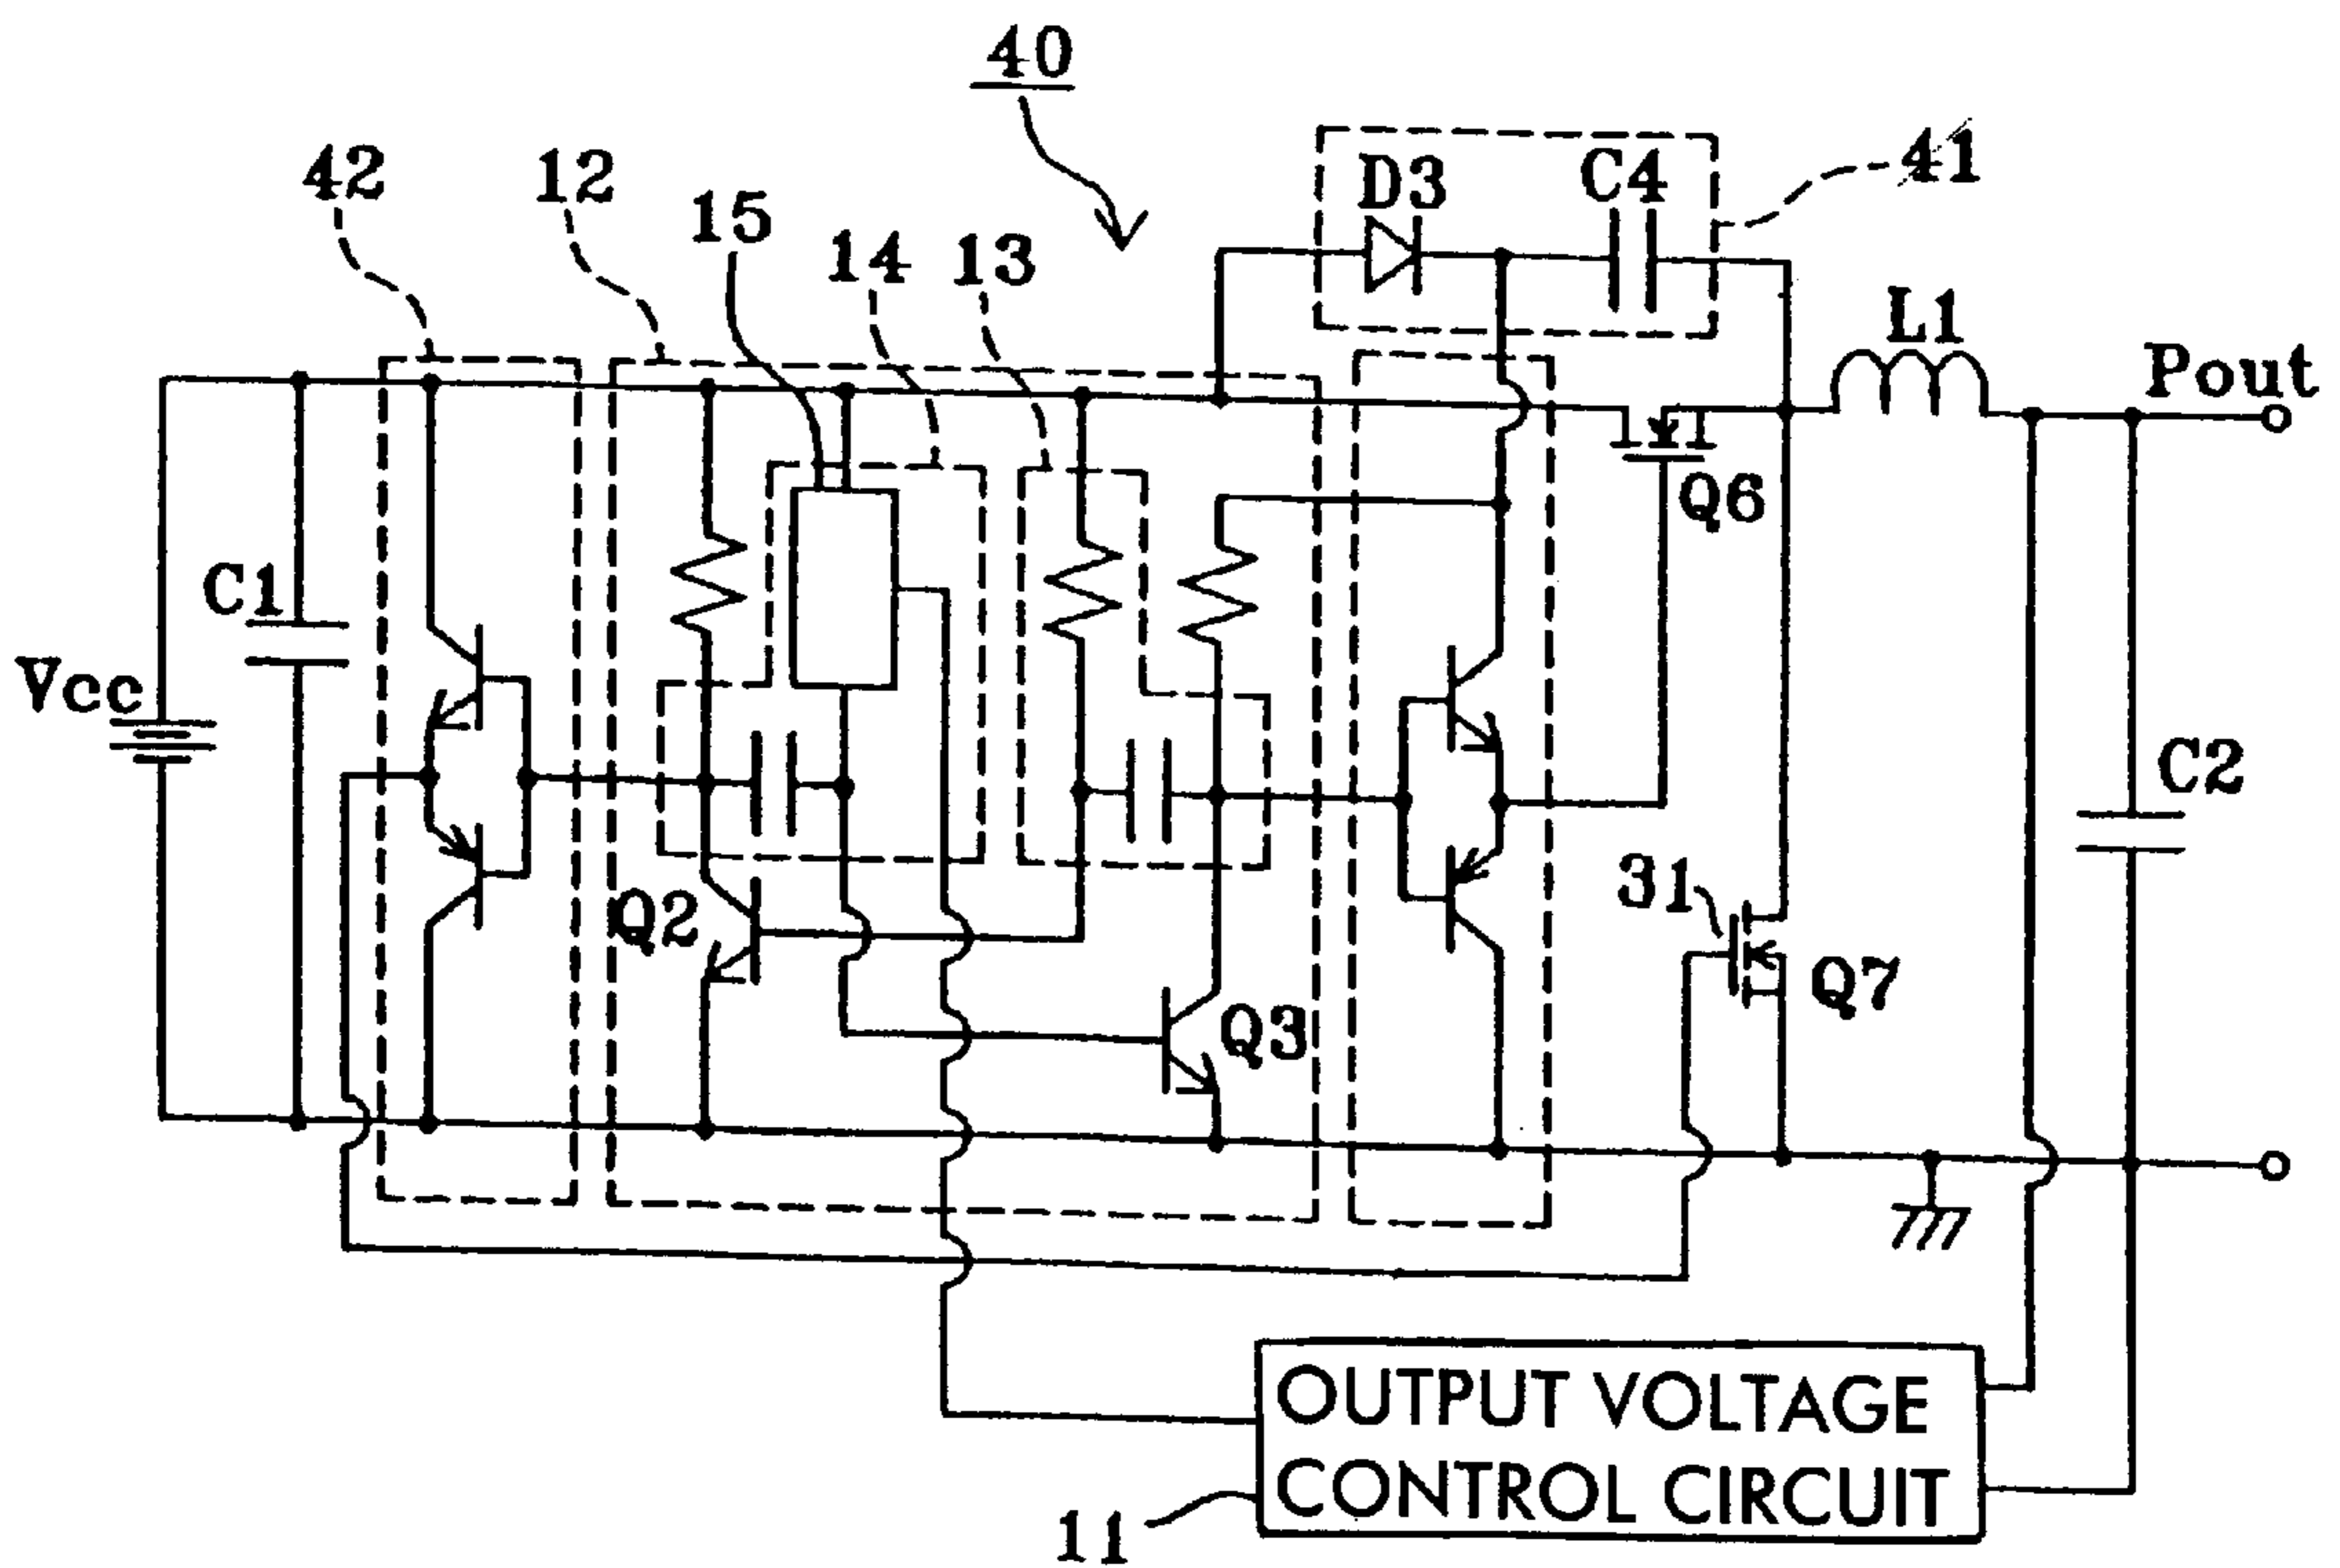 40
42
12
15
14
13
D3
C4
41
L1
Pout
Q6
C1
Vcc
C2
31
Q2
Q7
Q3
OUTPUT VOLTAGE
CONTROL CIRCUIT
11